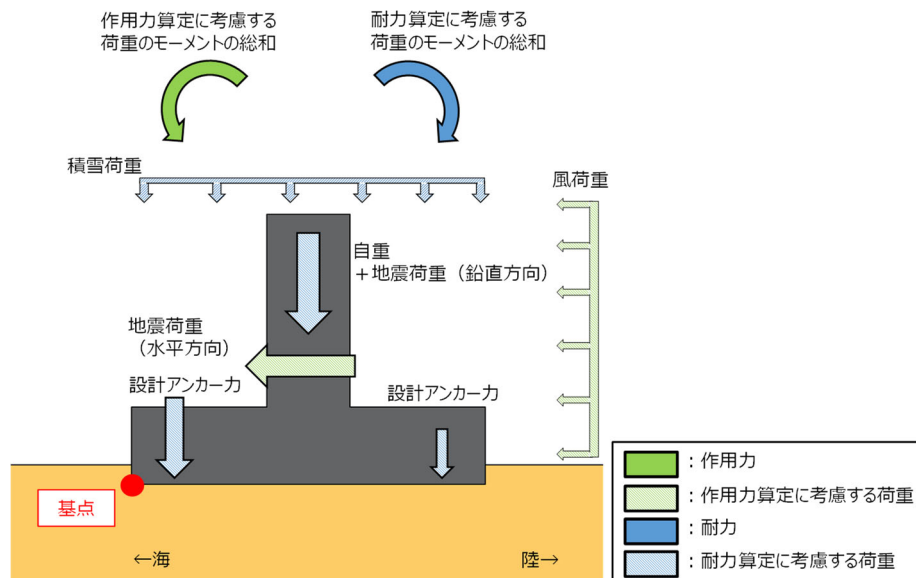 作用力算定に考慮する
荷重のモーメントの総和
耐力算定に考慮する
荷重のモーメントの総和
積雪荷重
風荷重
自重
＋地震荷重（鉛直方向）
地震荷重
（水平方向）
設計アンカー力
設計アンカー力
基点
←海
陸→
：作用力
：作用力算定に考慮する荷重
：耐力
：耐力算定に考慮する荷重